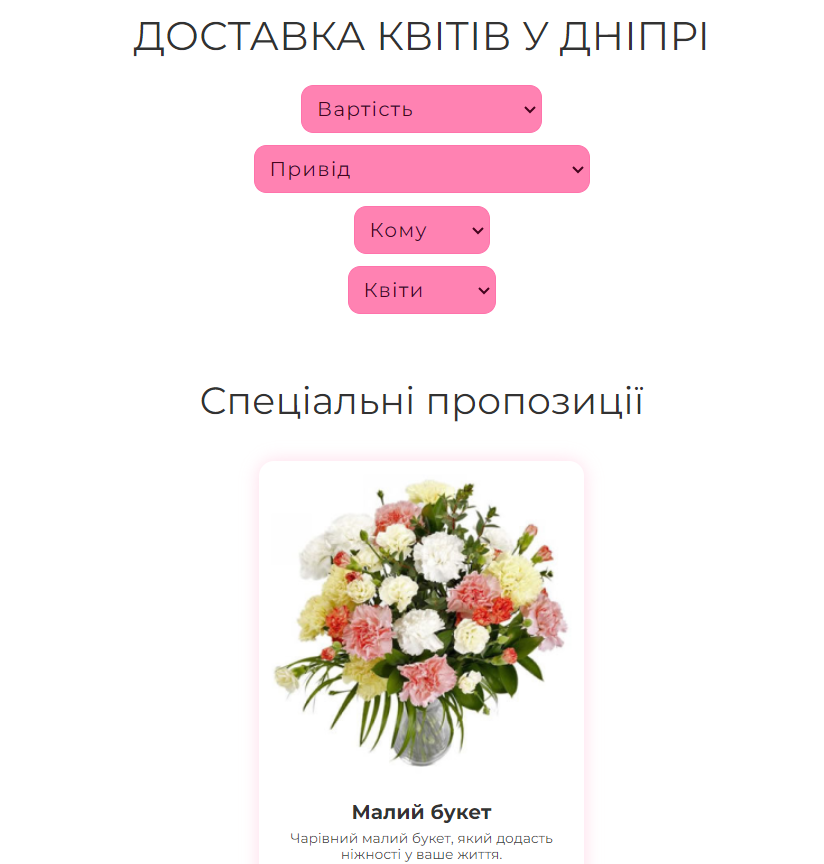 ДОСТАВКА КВІТІВ У ДНІПРІ
Вартість
Привід
Кому
Квіти
Спеціальні пропозиції
Малий букет
Чарівний малий букет, який додасть
ніжності у ваше життя.